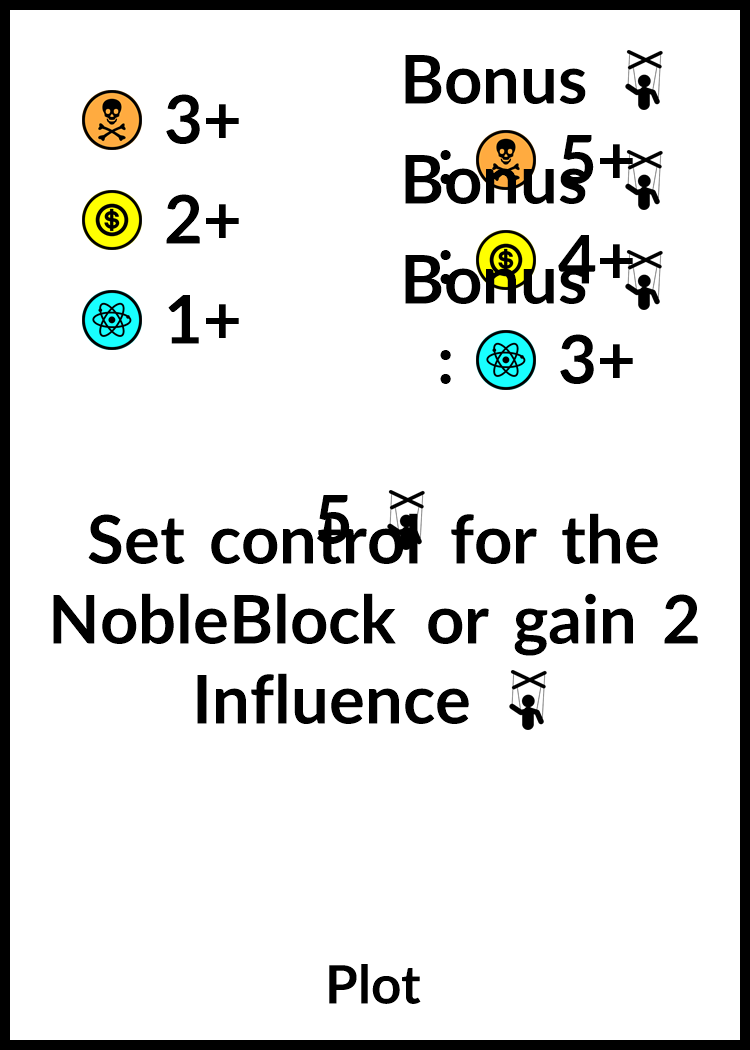 3+
2+
1+
Bonus
: 5+
Bonus
: 4+
Bonus
: 3+
5
Set control for the
NobleBlock or gain 2
Influence
Plot